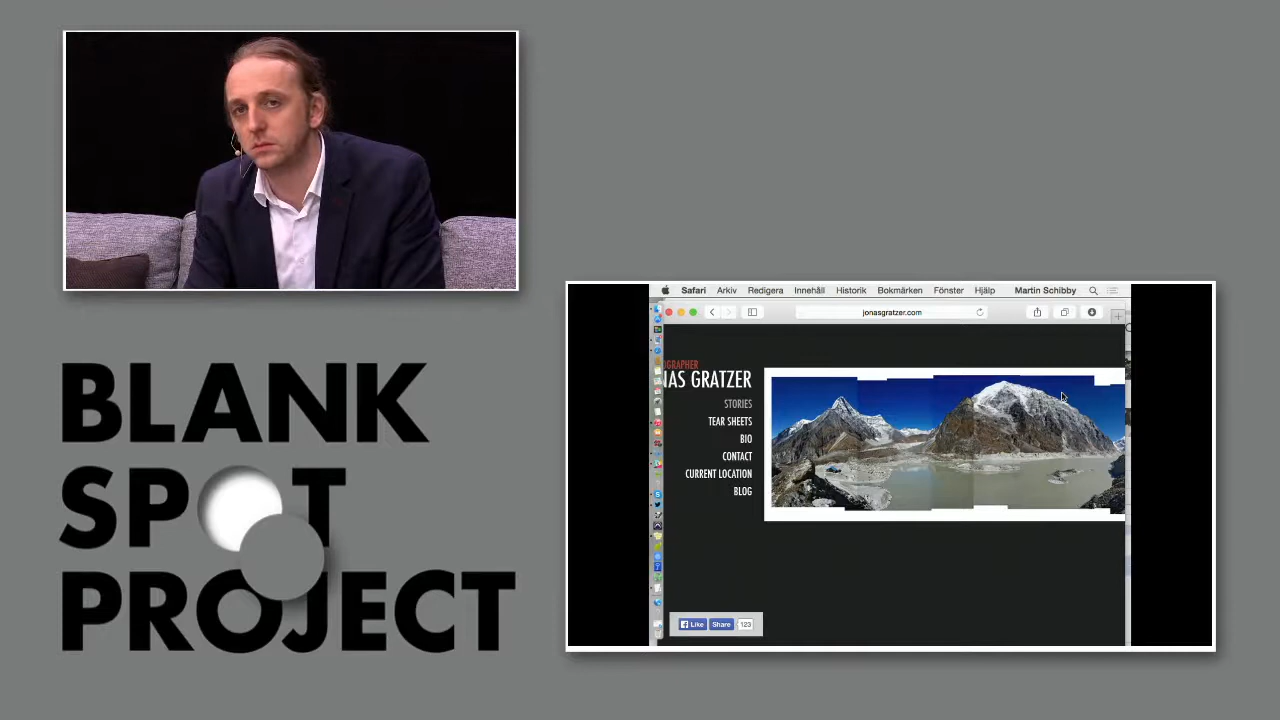 BLANK
SPOT
PROJECT
Safari Arkiv Redigera Innehåll Historik Bokmärken Fönster Hjälp Martin Schibby
jonasgratzer.com
OGRAPHER
NAS GRATZER
STORIES
TEAR SHEETS
BIO
CONTACT
CURRENT LOCATION
BLOG
Like Share 123